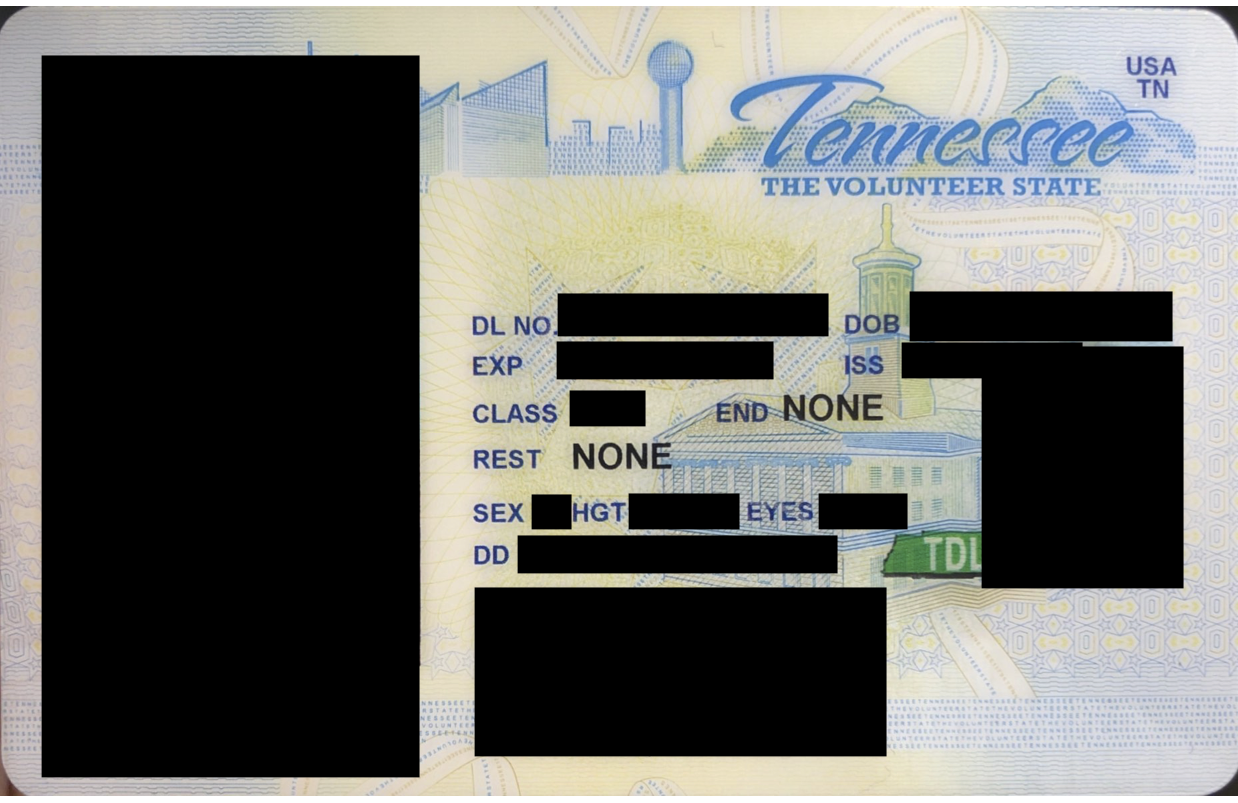 USA
TN
Tennessee
THE VOLUNTEER STATE
DL NO.
DOB
EXP
ISS
CLASS
END NONE
REST NONE
SEX HGT EYES
DD
TDL